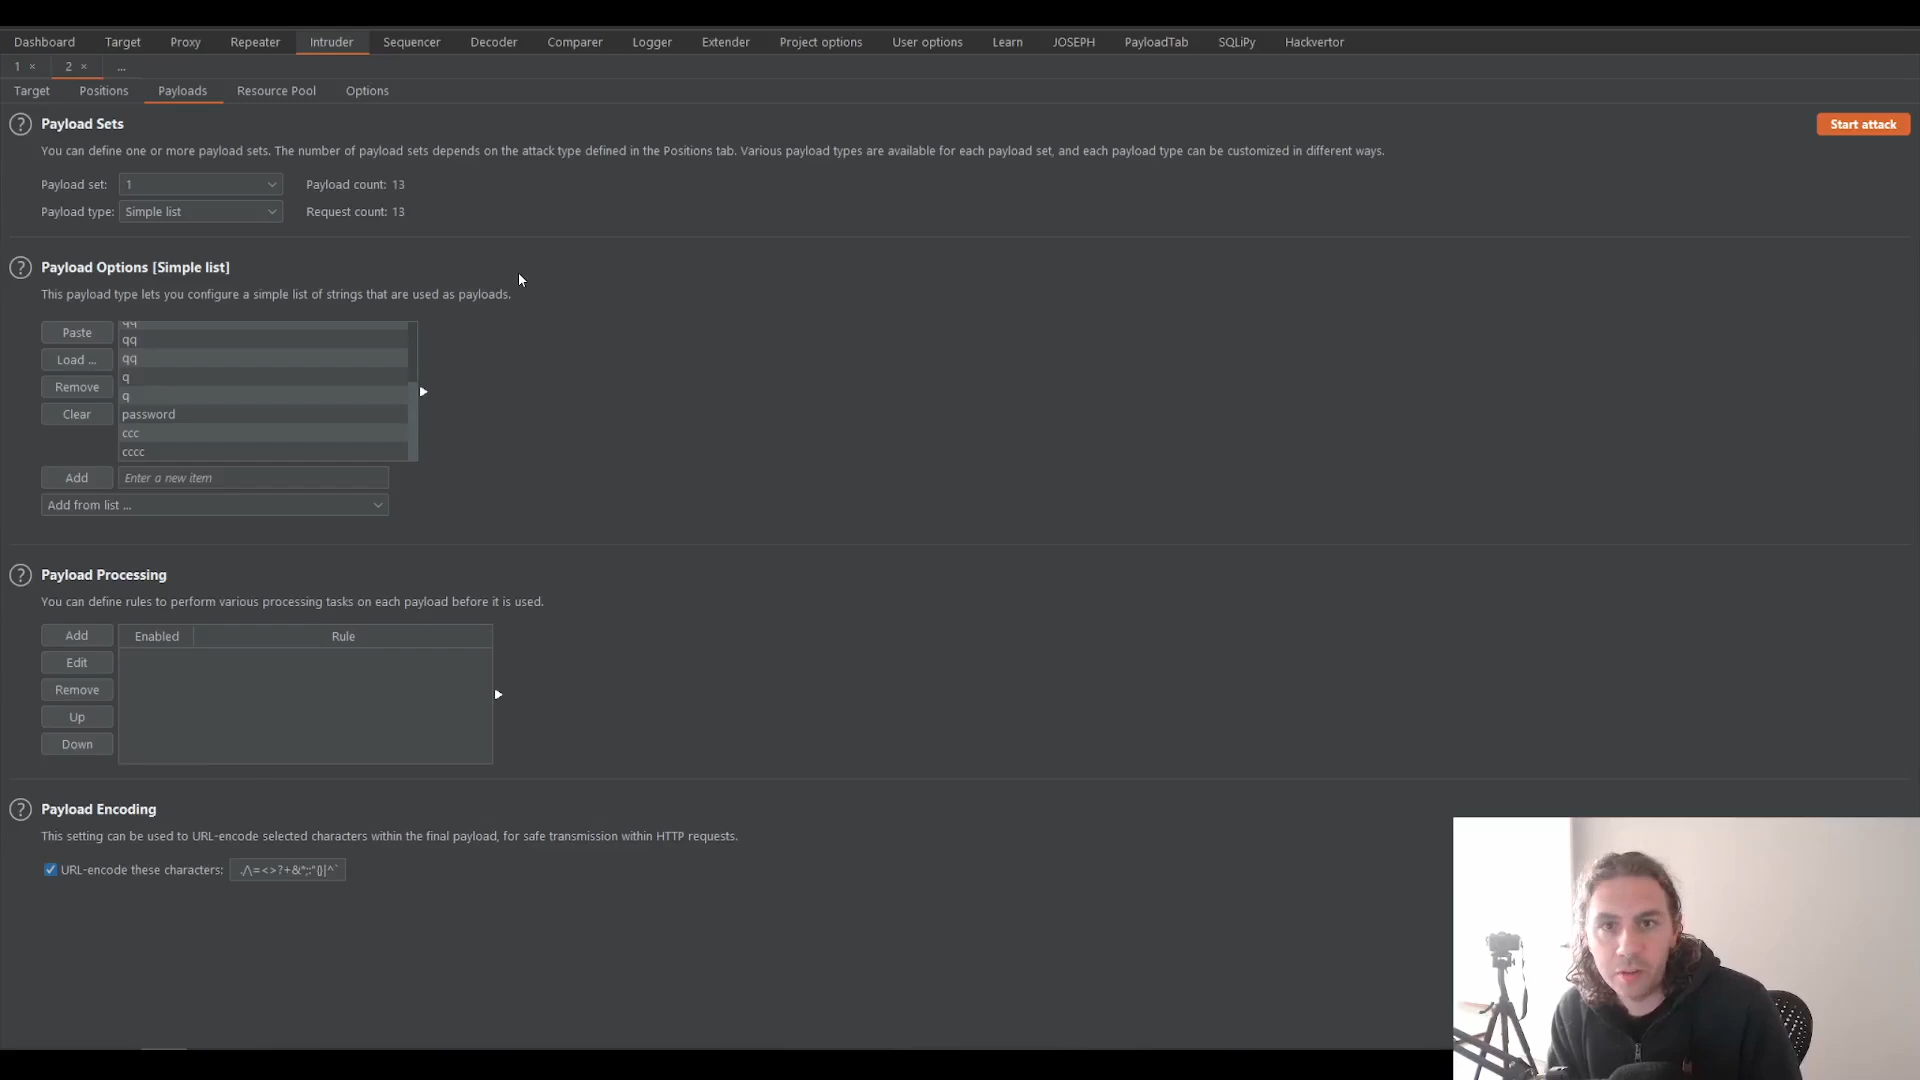 Dashboard Target Proxy Repeater Intruder Sequencer Decoder Comparer Logger Extender Project options User options Learn JOSEPH PayloadTab SQLiPy Hackvertor
1 × 2 × ...
Target Positions Payloads Resource Pool Options
? Payload Sets Start attack
You can define one or more payload sets. The number of payload sets depends on the attack type defined in the Positions tab. Various payload types are available for each payload set, and each payload type can be customized in different ways.
Payload set: 1 Payload count: 13
Payload type: Simple list Request count: 13
? Payload Options [Simple list]
This payload type lets you configure a simple list of strings that are used as payloads.
qq
Paste qq
Load ... qq
q
Remove q
Clear password
ccc
cccc
Add Enter a new item
Add from list ...
? Payload Processing
You can define rules to perform various processing tasks on each payload before it is used.
Add Enabled Rule
Edit
Remove
Up
Down
? Payload Encoding
This setting can be used to URL-encode selected characters within the final payload, for safe transmission within HTTP requests.
URL-encode these characters: ./\=<>?+&*;:"{}|^`